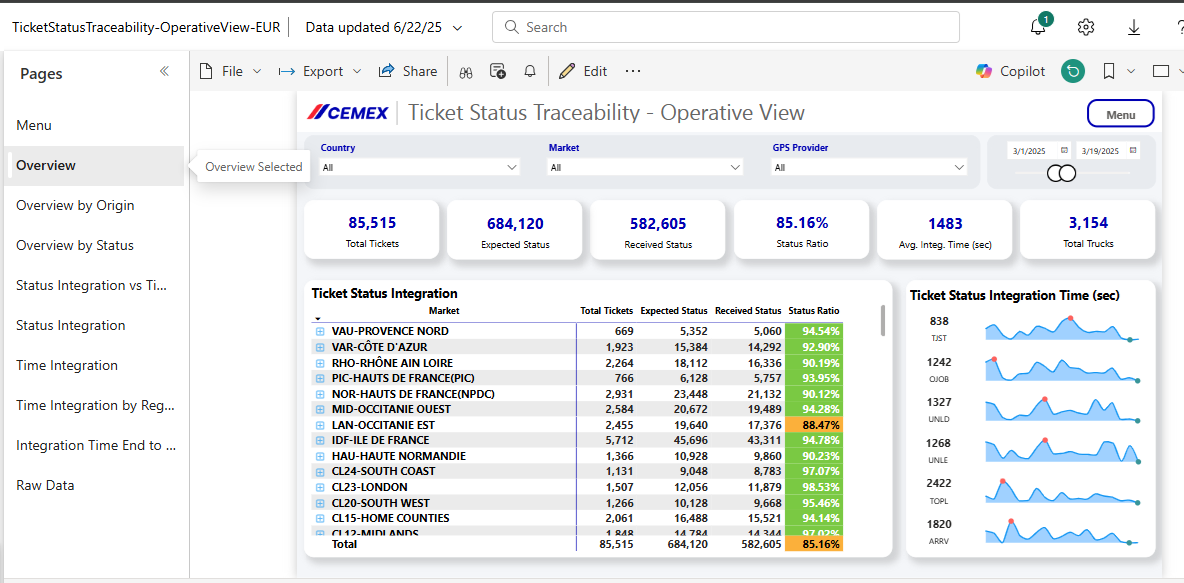 TicketStatusTraceability-OperativeView-EUR
Data updated 6/22/25
Search
1
?
Pages
File
Export
Share
Edit
Copilot
Menu
Overview
Overview by Origin
Overview by Status
Status Integration vs Ti...
Status Integration
Time Integration
Time Integration by Reg...
Integration Time End to ...
Raw Data
Overview Selected
CEMEX
Ticket Status Traceability - Operative View
Menu
Country
All
Market
All
GPS Provider
All
3/1/2025
3/19/2025
85,515
Total Tickets
684,120
Expected Status
582,605
Received Status
85.16%
Status Ratio
1483
Avg. Integ. Time (sec)
3,154
Total Trucks
Ticket Status Integration
Market Total Tickets Expected Status Received Status Status Ratio
VAU-PROVENCE NORD 669 5,352 5,060 94.54%
VAR-CÔTE D'AZUR 1,923 15,384 14,292 92.90%
RHO-RHÔNE AIN LOIRE 2,264 18,112 16,336 90.19%
PIC-HAUTS DE FRANCE(PIC) 766 6,128 5,757 93.95%
NOR-HAUTS DE FRANCE(NPDC) 2,931 23,448 21,132 90.12%
MID-OCCITANIE OUEST 2,584 20,672 19,489 94.28%
LAN-OCCITANIE EST 2,455 19,640 17,376 88.47%
IDF-ILE DE FRANCE 5,712 45,696 43,311 94.78%
HAU-HAUTE NORMANDIE 1,366 10,928 9,860 90.23%
CL24-SOUTH COAST 1,131 9,048 8,783 97.07%
CL23-LONDON 1,507 12,056 11,879 98.53%
CL20-SOUTH WEST 1,266 10,128 9,668 95.46%
CL15-HOME COUNTIES 2,061 16,488 15,521 94.14%
CL12-MIDLANDS 1,848 14,784 14,344 97.02%
Total 85,515 684,120 582,605 85.16%
Ticket Status Integration Time (sec)
838
TJST
1242
OJOB
1327
UNLD
1268
UNLE
2422
TOPL
1820
ARRV